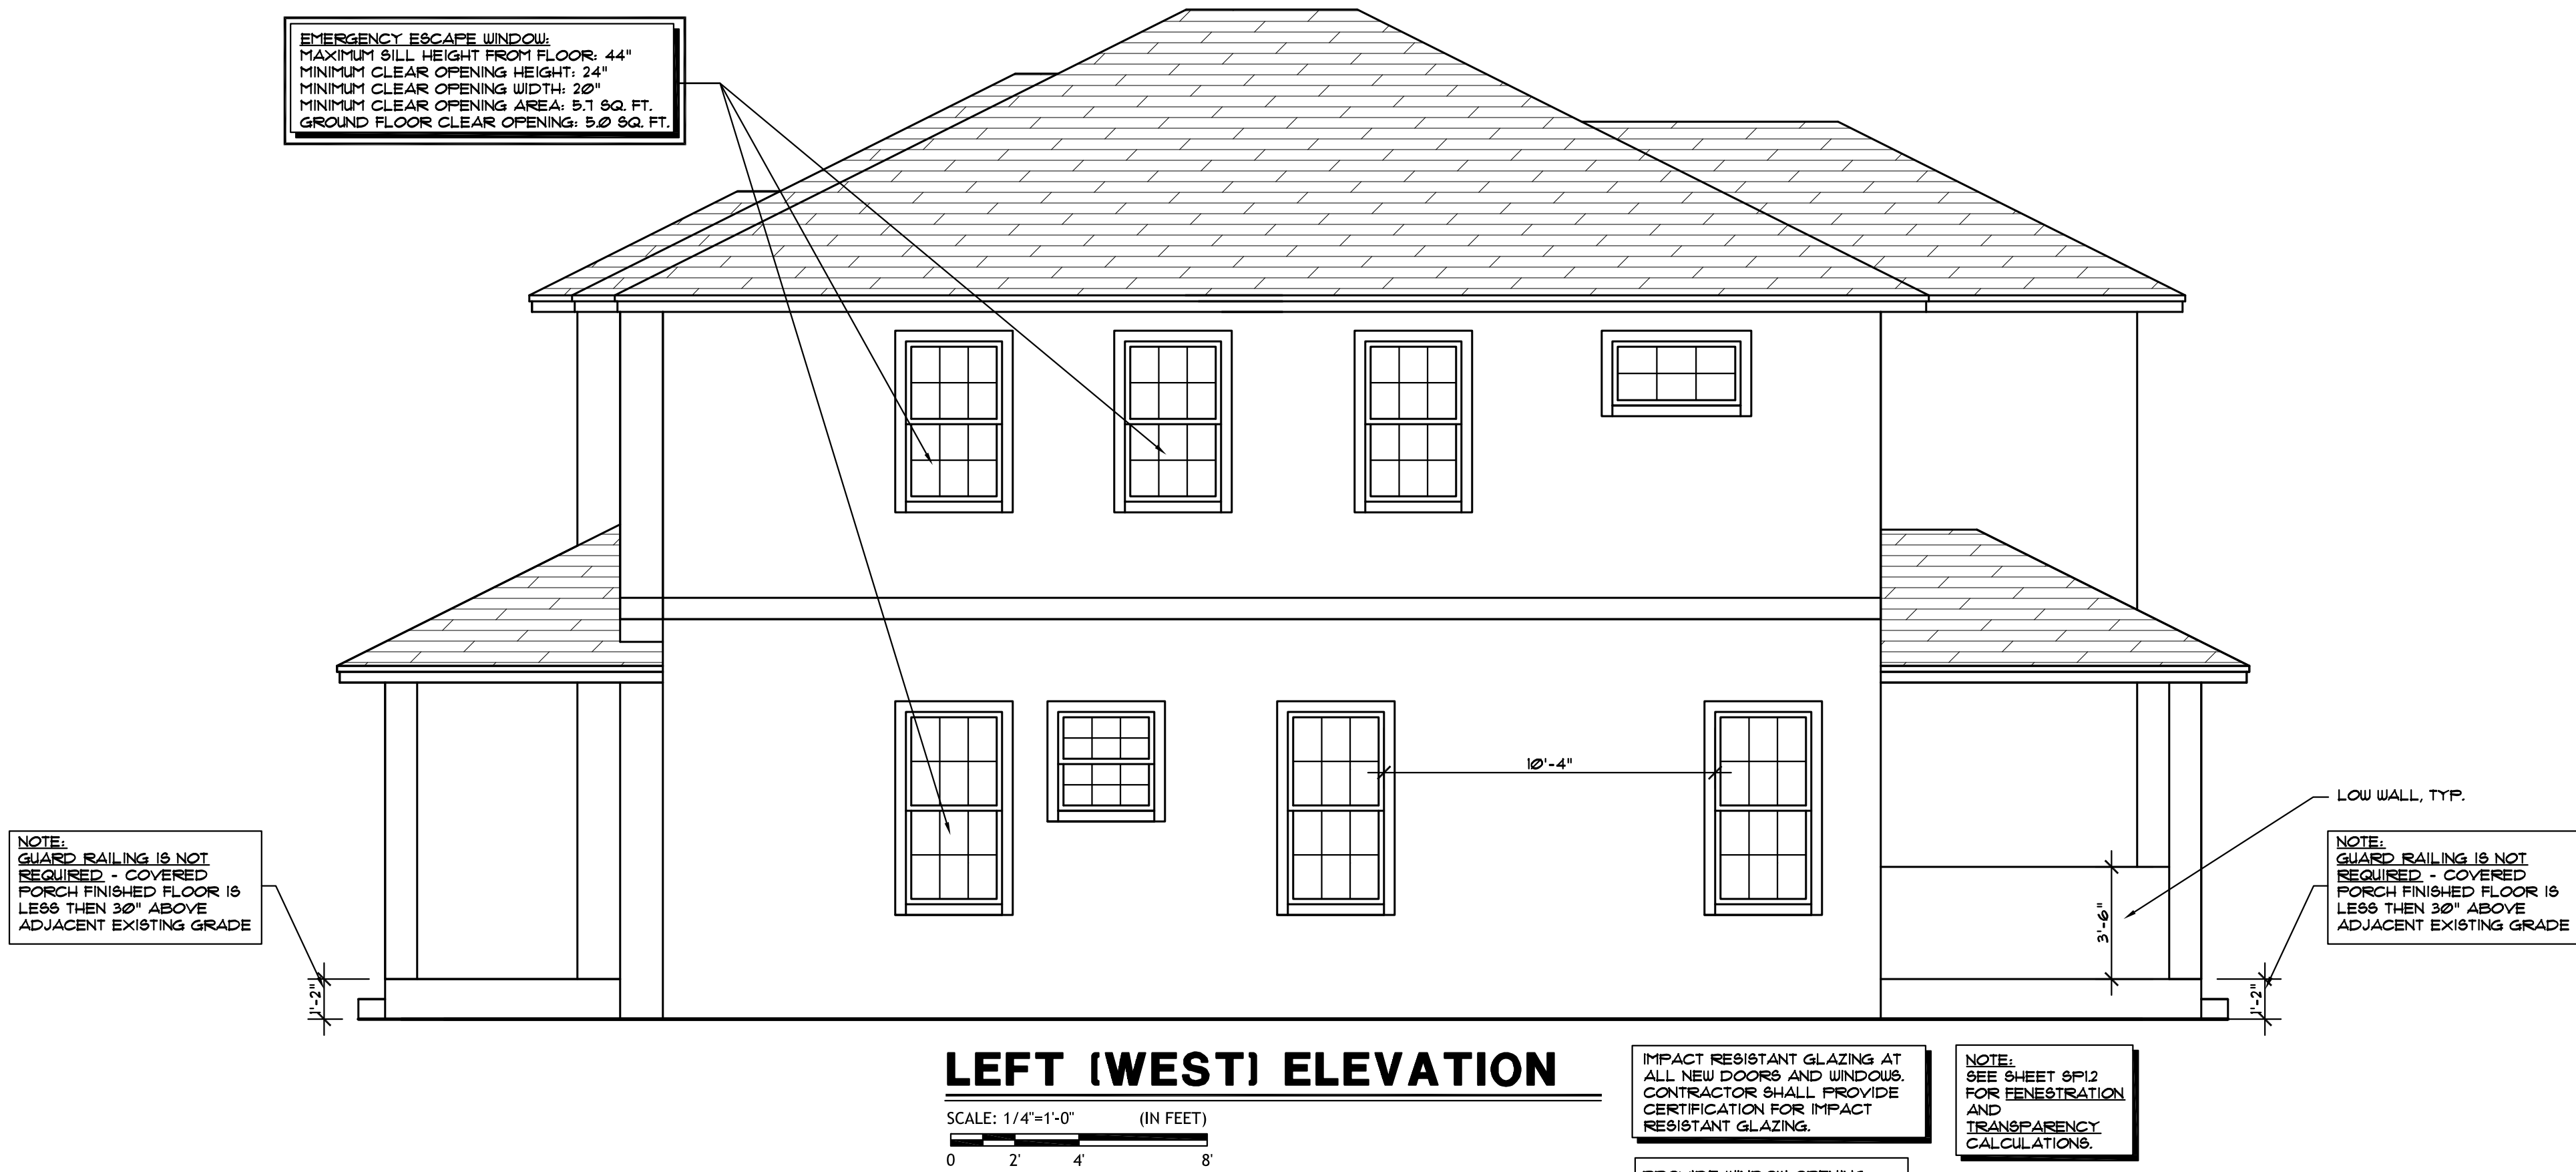 EMERGENCY ESCAPE WINDOW:
MAXIMUM SILL HEIGHT FROM FLOOR: 44"
MINIMUM CLEAR OPENING HEIGHT: 24"
MINIMUM CLEAR OPENING WIDTH: 20"
MINIMUM CLEAR OPENING AREA: 5.7 SQ. FT.
GROUND FLOOR CLEAR OPENING: 5.0 SQ. FT.
10'-4"
LOW WALL, TYP.
NOTE:
GUARD RAILING IS NOT
REQUIRED - COVERED
PORCH FINISHED FLOOR IS
LESS THEN 30" ABOVE
ADJACENT EXISTING GRADE
1'-2"
3'-6"
NOTE:
GUARD RAILING IS NOT
REQUIRED - COVERED
PORCH FINISHED FLOOR IS
LESS THEN 30" ABOVE
ADJACENT EXISTING GRADE
1'-2"
LEFT (WEST) ELEVATION
SCALE: 1/4"=1'-0" (IN FEET)
0 2' 4' 8'
IMPACT RESISTANT GLAZING AT
ALL NEW DOORS AND WINDOWS.
CONTRACTOR SHALL PROVIDE
CERTIFICATION FOR IMPACT
RESISTANT GLAZING.
NOTE:
SEE SHEET SP1.2
FOR FENESTRATION
AND
TRANSPARENCY
CALCULATIONS.